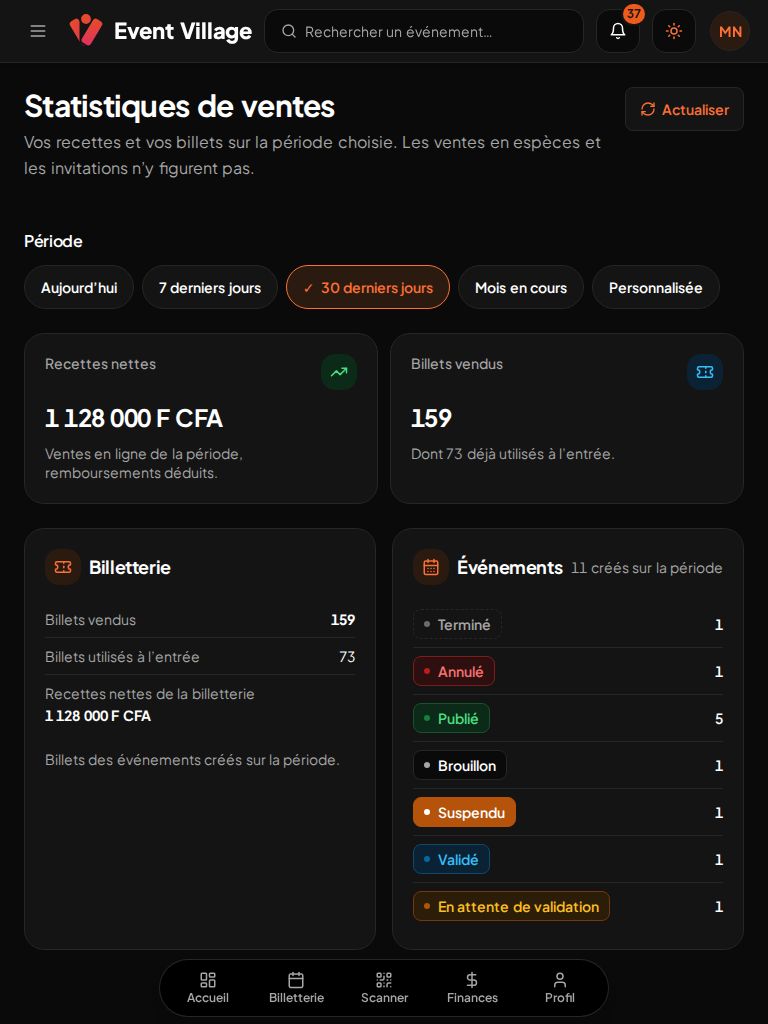 Event Village
Rechercher un événement...
37
MN
Statistiques de ventes
Actualiser
Vos recettes et vos billets sur la période choisie. Les ventes en espèces et
les invitations n'y figurent pas.
Période
Aujourd'hui
7 derniers jours
✓ 30 derniers jours
Mois en cours
Personnalisée
Recettes nettes
1 128 000 F CFA
Ventes en ligne de la période,
remboursements déduits.
Billets vendus
159
Dont 73 déjà utilisés à l'entrée.
Billetterie
Billets vendus 159
Billets utilisés à l'entrée 73
Recettes nettes de la billetterie
1 128 000 F CFA
Billets des événements créés sur la période.
Événements 11 créés sur la période
Terminé 1
Annulé 1
Publié 5
Brouillon 1
Suspendu 1
Validé 1
En attente de validation 1
Accueil
Billetterie
Scanner
Finances
Profil